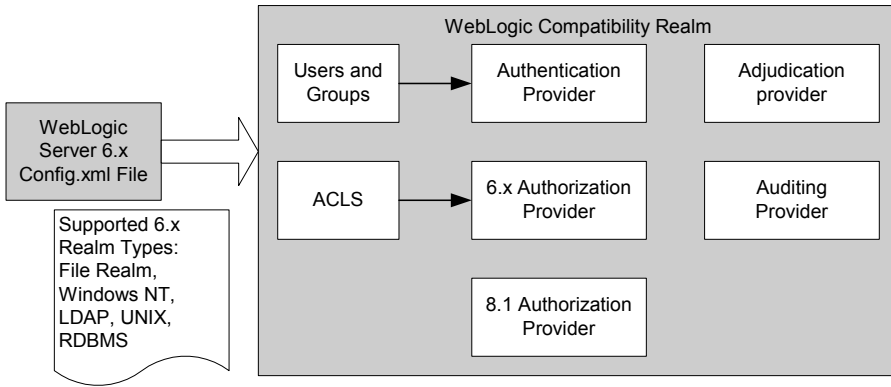 WebLogic Compatibility Realm
Users and
Groups
Authentication
Provider
Adjudication
provider
WebLogic
Server 6.x
Config.xml File
ACLS
6.x Authorization
Provider
Auditing
Provider
Supported 6.x
Realm Types:
File Realm,
Windows NT,
LDAP, UNIX,
RDBMS
8.1 Authorization
Provider